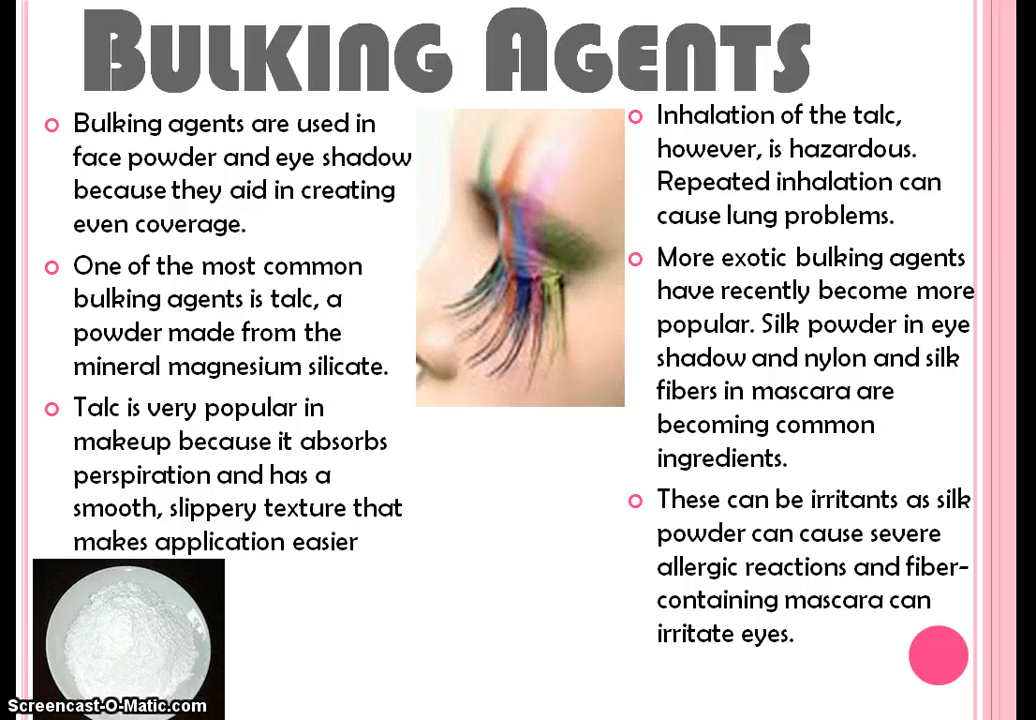 BULKING AGENTS
Bulking agents are used in
face powder and eye shadow
because they aid in creating
even coverage.
One of the most common
bulking agents is talc, a
powder made from the
mineral magnesium silicate.
Talc is very popular in
makeup because it absorbs
perspiration and has a
smooth, slippery texture that
makes application easier
Inhalation of the talc,
however, is hazardous.
Repeated inhalation can
cause lung problems.
More exotic bulking agents
have recently become more
popular. Silk powder in eye
shadow and nylon and silk
fibers in mascara are
becoming common
ingredients.
These can be irritants as silk
powder can cause severe
allergic reactions and fiber-
containing mascara can
irritate eyes.
Screencast-O-Matic.com